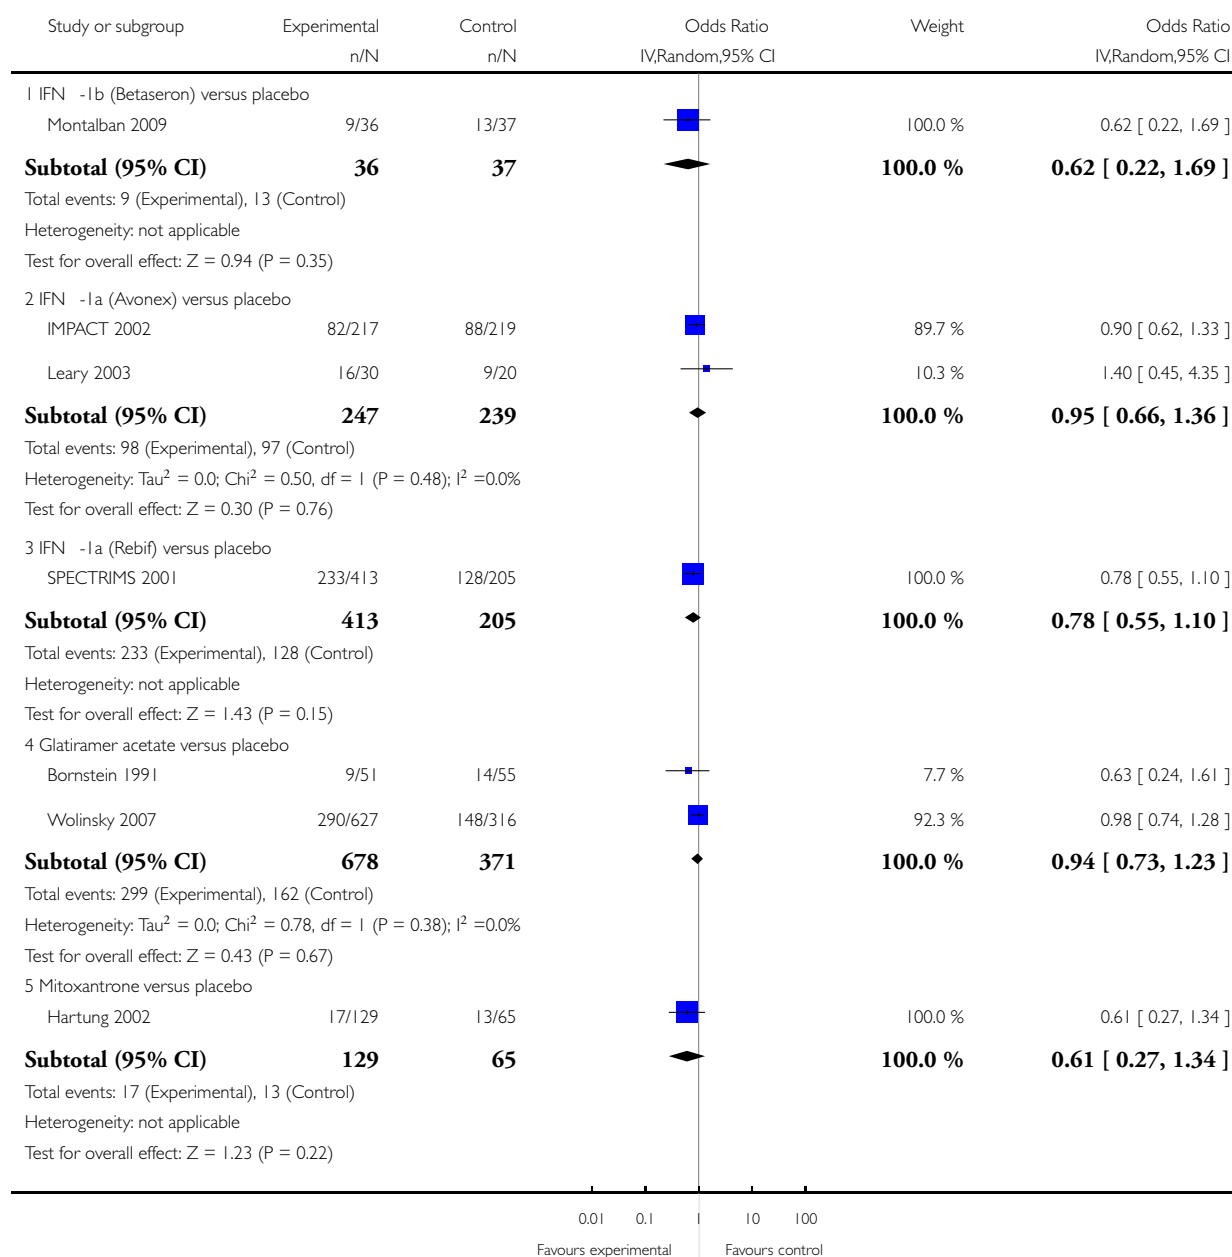 Study or subgroup Experimental Control Odds Ratio Weight Odds Ratio
n/N n/N IV,Random,95% CI IV,Random,95% CI
1 IFN -1b (Betaseron) versus placebo
Montalban 2009 9/36 13/37 100.0 % 0.62 [ 0.22, 1.69 ]
Subtotal (95% CI) 36 37 100.0 % 0.62 [ 0.22, 1.69 ]
Total events: 9 (Experimental), 13 (Control)
Heterogeneity: not applicable
Test for overall effect: Z = 0.94 (P = 0.35)
2 IFN -1a (Avonex) versus placebo
IMPACT 2002 82/217 88/219 89.7 % 0.90 [ 0.62, 1.33 ]
Leary 2003 16/30 9/20 10.3 % 1.40 [ 0.45, 4.35 ]
Subtotal (95% CI) 247 239 100.0 % 0.95 [ 0.66, 1.36 ]
Total events: 98 (Experimental), 97 (Control)
Heterogeneity: Tau² = 0.0; Chi² = 0.50, df = 1 (P = 0.48); I² =0.0%
Test for overall effect: Z = 0.30 (P = 0.76)
3 IFN -1a (Rebif) versus placebo
SPECTRIMS 2001 233/413 128/205 100.0 % 0.78 [ 0.55, 1.10 ]
Subtotal (95% CI) 413 205 100.0 % 0.78 [ 0.55, 1.10 ]
Total events: 233 (Experimental), 128 (Control)
Heterogeneity: not applicable
Test for overall effect: Z = 1.43 (P = 0.15)
4 Glatiramer acetate versus placebo
Bornstein 1991 9/51 14/55 7.7 % 0.63 [ 0.24, 1.61 ]
Wolinsky 2007 290/627 148/316 92.3 % 0.98 [ 0.74, 1.28 ]
Subtotal (95% CI) 678 371 100.0 % 0.94 [ 0.73, 1.23 ]
Total events: 299 (Experimental), 162 (Control)
Heterogeneity: Tau² = 0.0; Chi² = 0.78, df = 1 (P = 0.38); I² =0.0%
Test for overall effect: Z = 0.43 (P = 0.67)
5 Mitoxantrone versus placebo
Hartung 2002 17/129 13/65 100.0 % 0.61 [ 0.27, 1.34 ]
Subtotal (95% CI) 129 65 100.0 % 0.61 [ 0.27, 1.34 ]
Total events: 17 (Experimental), 13 (Control)
Heterogeneity: not applicable
Test for overall effect: Z = 1.23 (P = 0.22)
0.01 0.1 1 10 100
Favours experimental Favours control